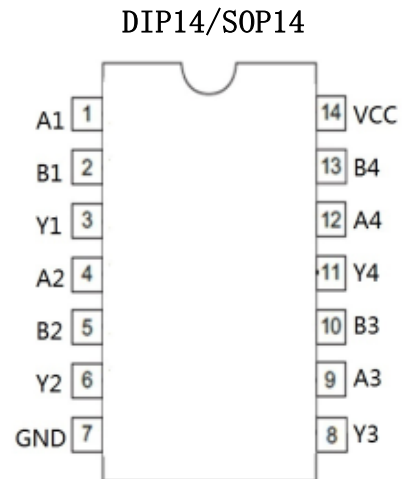 DIP14/SOP14
A1 1 14 VCC
B1 2 13 B4
Y1 3 12 A4
A2 4 11 Y4
B2 5 10 B3
Y2 6 9 A3
GND 7 8 Y3